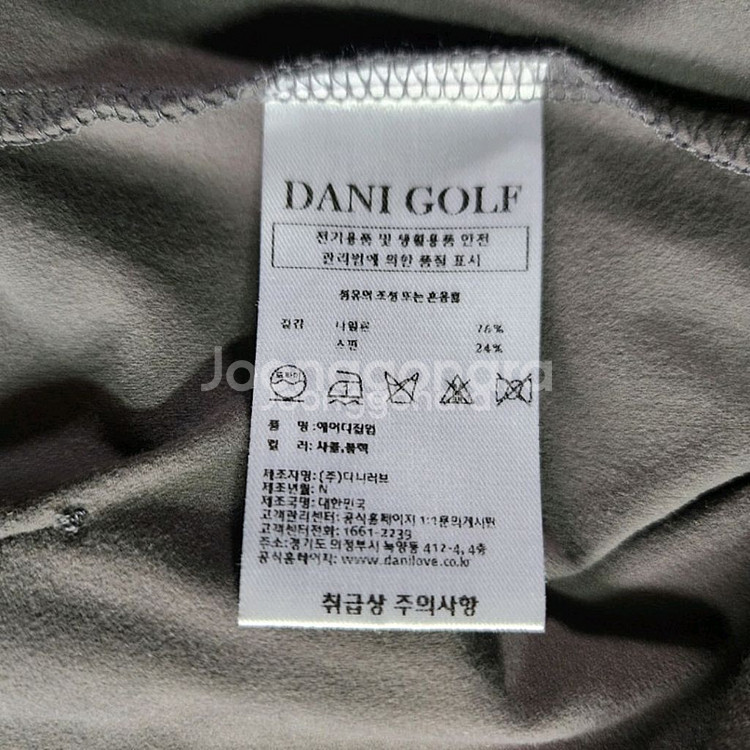 DANI GOLF
전기용품 및 생활용품 안전
관리법에 의한 품질 표시
섬유의 조성 또는 혼용률
겉감 나일론 76%
스판 24%
드라이
Joonggonara
품 명 :에어디집업
컬 러: 샤롤,블랙
제조자명:(주)다니러브
제조년월: N
제조국명: 대한민국
고객관리센터: 공식홈페이지 1:1문의게시판
고객센터전화: 1661-2239
주소:경기도 의정부시 녹양동 412-4, 4층
공식홈페이지: www.danilove.co.kr
취급상 주의사항